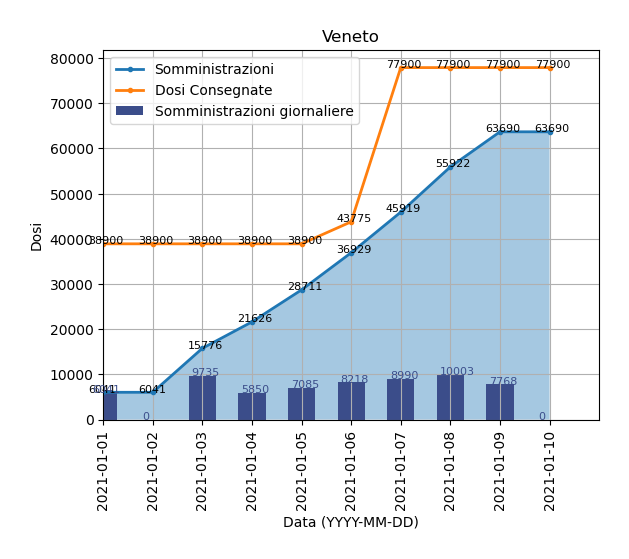 Veneto
Somministrazioni
Dosi Consegnate
Somministrazioni giornaliere
Dosi
80000
70000
60000
50000
40000
30000
20000
10000
0
77900 77900 77900 77900
38900 38900 38900 38900 38900 43775
6041 6041 15776 21626 28711 36929 45919 55922 63690 63690
0 9735 5850 7085 8218 8990 10003 7768 0
2021-01-01
2021-01-02
2021-01-03
2021-01-04
2021-01-05
2021-01-06
2021-01-07
2021-01-08
2021-01-09
2021-01-10
Data (YYYY-MM-DD)